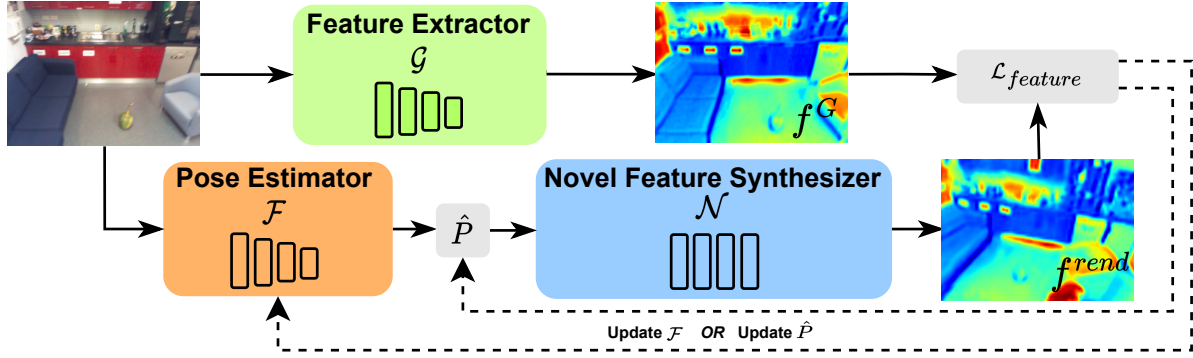 Feature Extractor
𝒢
f^G
ℒ_feature
Pose Estimator
ℱ
P̂
Novel Feature Synthesizer
𝒩
f^rend
Update ℱ OR Update P̂